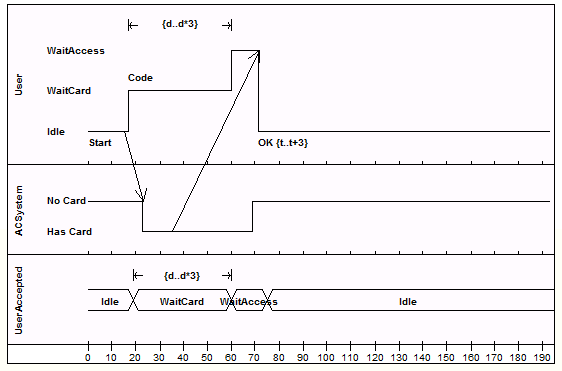 {d..d*3}
WaitAccess
User
Code
WaitCard
Idle
Start
OK {t..t+3}
ACSystem
No Card
Has Card
UserAccepted
{d..d*3}
Idle
WaitCard
WaitAccess
Idle
0 10 20 30 40 50 60 70 80 90 100 110 120 130 140 150 160 170 180 190